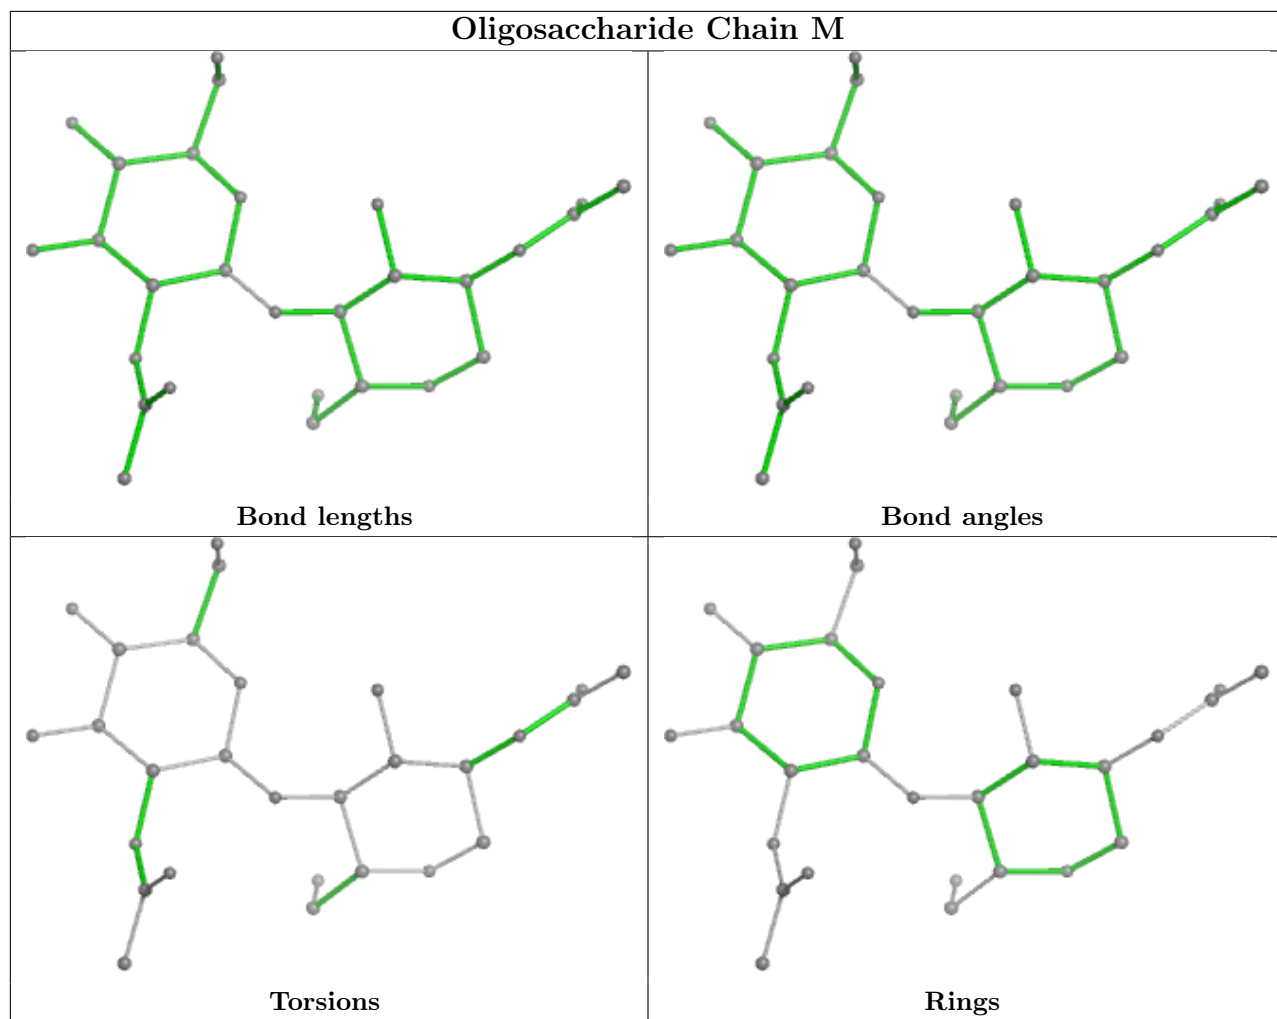 Oligosaccharide Chain M
Bond lengths
Bond angles
Torsions
Rings